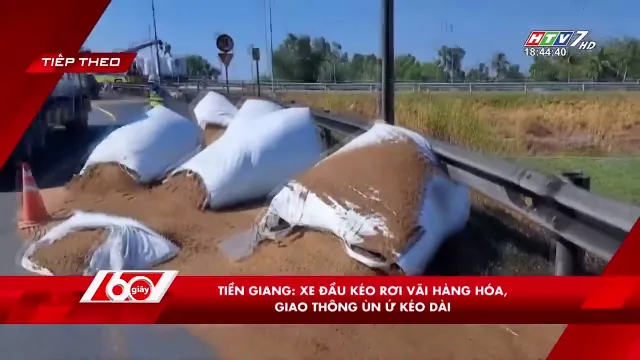 TIẾP THEO
HTV7 HD
18:44:40
60 giây
TIỀN GIANG: XE ĐẦU KÉO RƠI VÃI HÀNG HÓA,
GIAO THÔNG ÙN Ứ KÉO DÀI